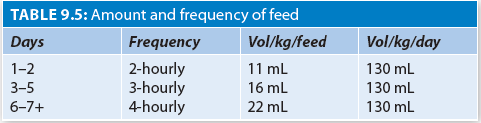 TABLE 9.5: Amount and frequency of feed
Days Frequency Vol/kg/feed Vol/kg/day
1–2 2-hourly 11 mL 130 mL
3–5 3-hourly 16 mL 130 mL
6–7+ 4-hourly 22 mL 130 mL